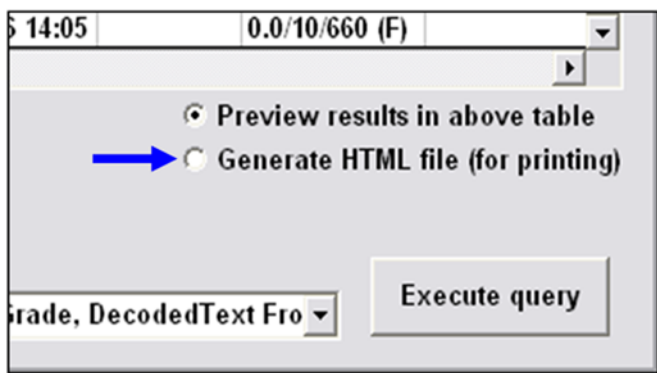 14:05 0.0/10/660 (F)
Preview results in above table
Generate HTML file (for printing)
Execute query
Grade, DecodedText Fro